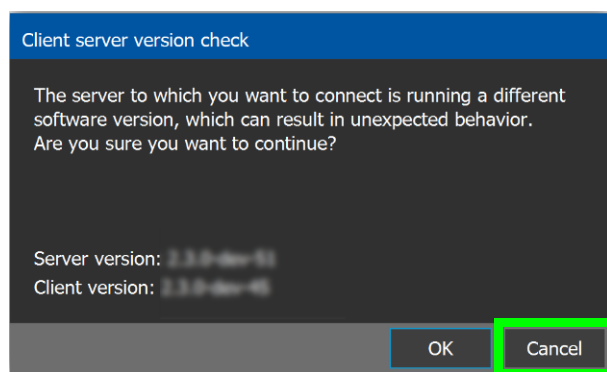 Client server version check
The server to which you want to connect is running a different
software version, which can result in unexpected behavior.
Are you sure you want to continue?
Server version:
Client version:
OK
Cancel